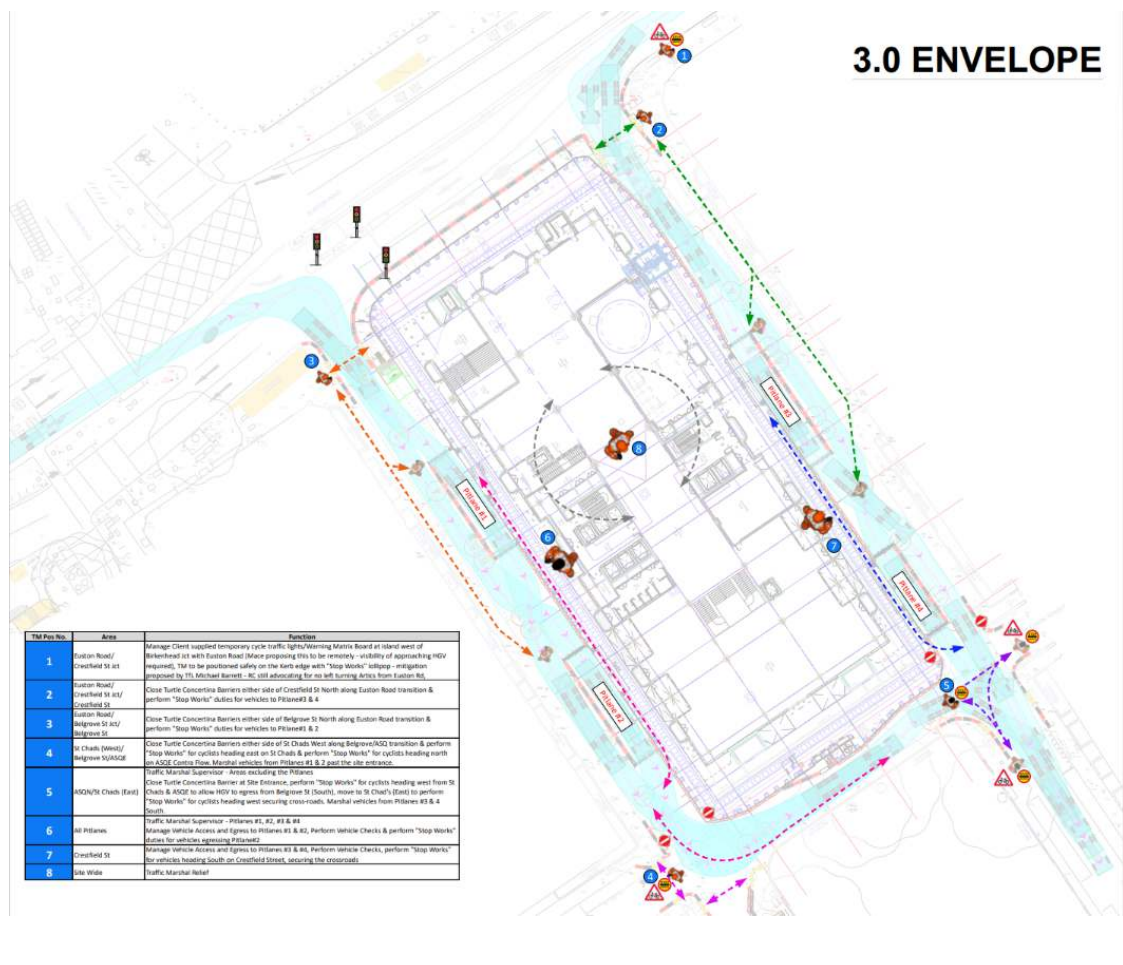 3.0 ENVELOPE
1
2
3
Pitlane #3
Pitlane #1
8
6
7
Pitlane #4
5
Pitlane #2
4
TM Pos No. Area Function
1
Euston Road/
Crestfield St Jct
Manage Client supplied temporary cycle traffic lights/Warning Matrix Board at island west of
Birkenhead Jct with Euston Road (Mace proposing this to be remotely - visibility of approaching HGV
required), TM to be positioned safely on the Kerb edge with "Stop Works" lollipop - mitigation
proposed by TfL Michael Barrett - RC still advocating for no left turning Artics from Euston Rd,
2
Euston Road/
Crestfield St Jct/
Crestfield St
Close Turtle Concertina Barriers either side of Crestfield St North along Euston Road transition &
perform "Stop Works" duties for vehicles to Pitlane#3 & 4
3
Euston Road/
Belgrove St Jct/
Belgrove St
Close Turtle Concertina Barriers either side of Belgrave St North along Euston Road transition &
perform "Stop Works" duties for vehicles to Pitlane#1 & 2
4
St Chads (West)/
Belgrove St/ASQE
Close Turtle Concertina Barriers either side of St Chads West along Belgrove/ASQ transition & perform
"Stop Works" for cyclists heading east on St Chads & perform "Stop Works" for cyclists heading north
on ASQE Contra Flow. Marshal vehicles from Pitlanes #1 & 2 past the site entrance.
5
ASQN/St Chads (East)
Traffic Marshal Supervisor - Areas excluding the Pitlanes
Close Turtle Concertina Barrier at Site Entrance, perform "Stop Works" for cyclists heading west from St
Chads & ASQE to allow HGV to egress from Belgrove St (South), move to St Chad's (East) to perform
"Stop Works" for cyclists heading west securing cross-roads. Marshal vehicles from Pitlanes #3 & 4
South.
6
All Pitlanes
Traffic Marshal Supervisor - Pitlanes #1, #2, #3 & #4
Manage Vehicle Access and Egress to Pitlanes #1 & #2, Perform Vehicle Checks & perform "Stop Works"
duties for vehicles egressing Pitlane#2
7
Crestfield St
Manage Vehicle Access and Egress to Pitlanes #3 & #4, Perform Vehicle Checks, perform "Stop Works"
for vehicles heading South on Crestfield Street, securing the crossroads
8
Site Wide
Traffic Marshal Relief